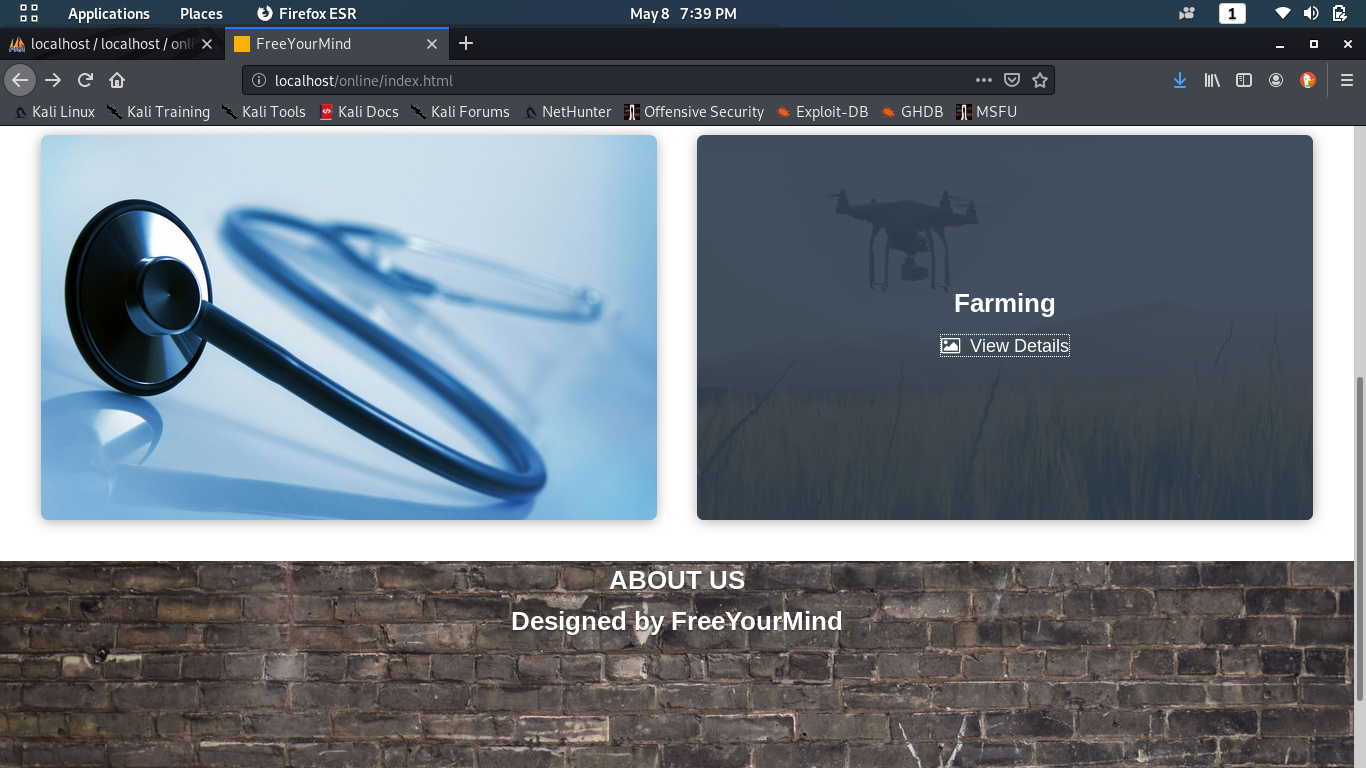 Applications Places Firefox ESR May 8 7:39 PM 1
localhost / localhost / onl FreeYourMind
localhost/online/index.html
Kali Linux Kali Training Kali Tools Kali Docs Kali Forums NetHunter Offensive Security Exploit-DB GHDB MSFU
Farming
View Details
ABOUT US
Designed by FreeYourMind